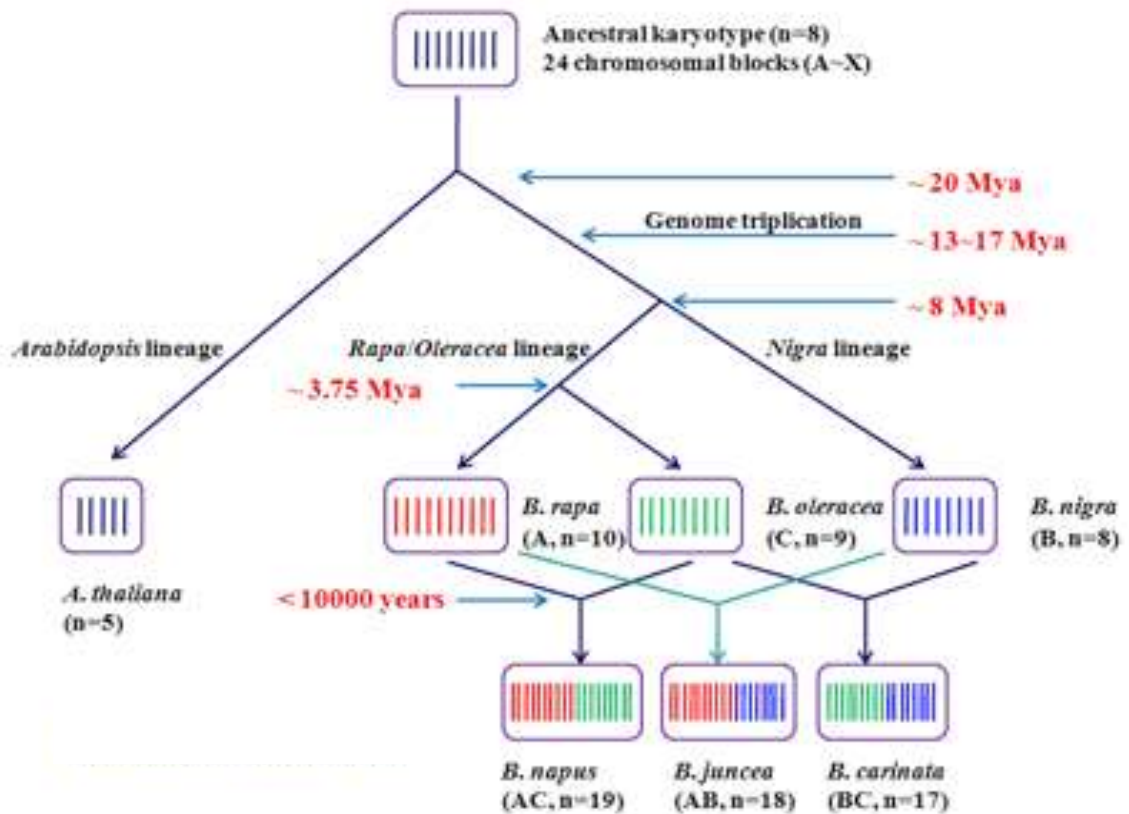 Ancestral karyotype (n=8)
24 chromosomal blocks (A~X)
~20 Mya
Genome triplication
~13~17 Mya
~8 Mya
Arabidopsis lineage
Rapa/Oleracea lineage
Nigra lineage
~3.75 Mya
B. rapa
(A, n=10)
B. oleracea
(C, n=9)
B. nigra
(B, n=8)
A. thaliana
(n=5)
<10000 years
B. napus
(AC, n=19)
B. juncea
(AB, n=18)
B. carinata
(BC, n=17)